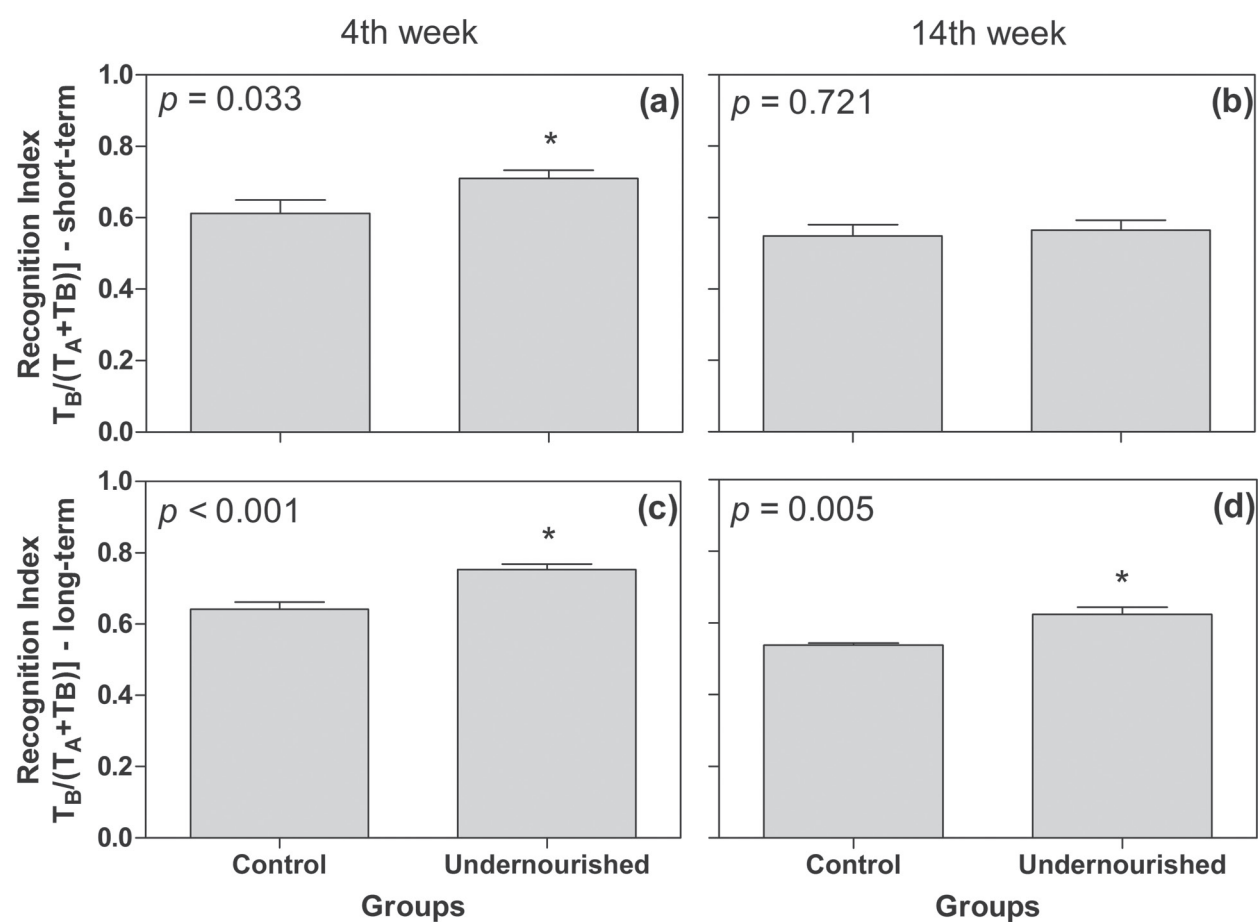 4th week
14th week
Recognition Index
TB/(TA+TB)] - short-term
1.0
0.8
0.6
0.4
0.2
0.0
p = 0.033
(a)
*
p = 0.721
(b)
Recognition Index
TB/(TA+TB)] - long-term
1.0
0.8
0.6
0.4
0.2
0.0
p < 0.001
(c)
*
p = 0.005
(d)
*
Control
Undernourished
Control
Undernourished
Groups
Groups